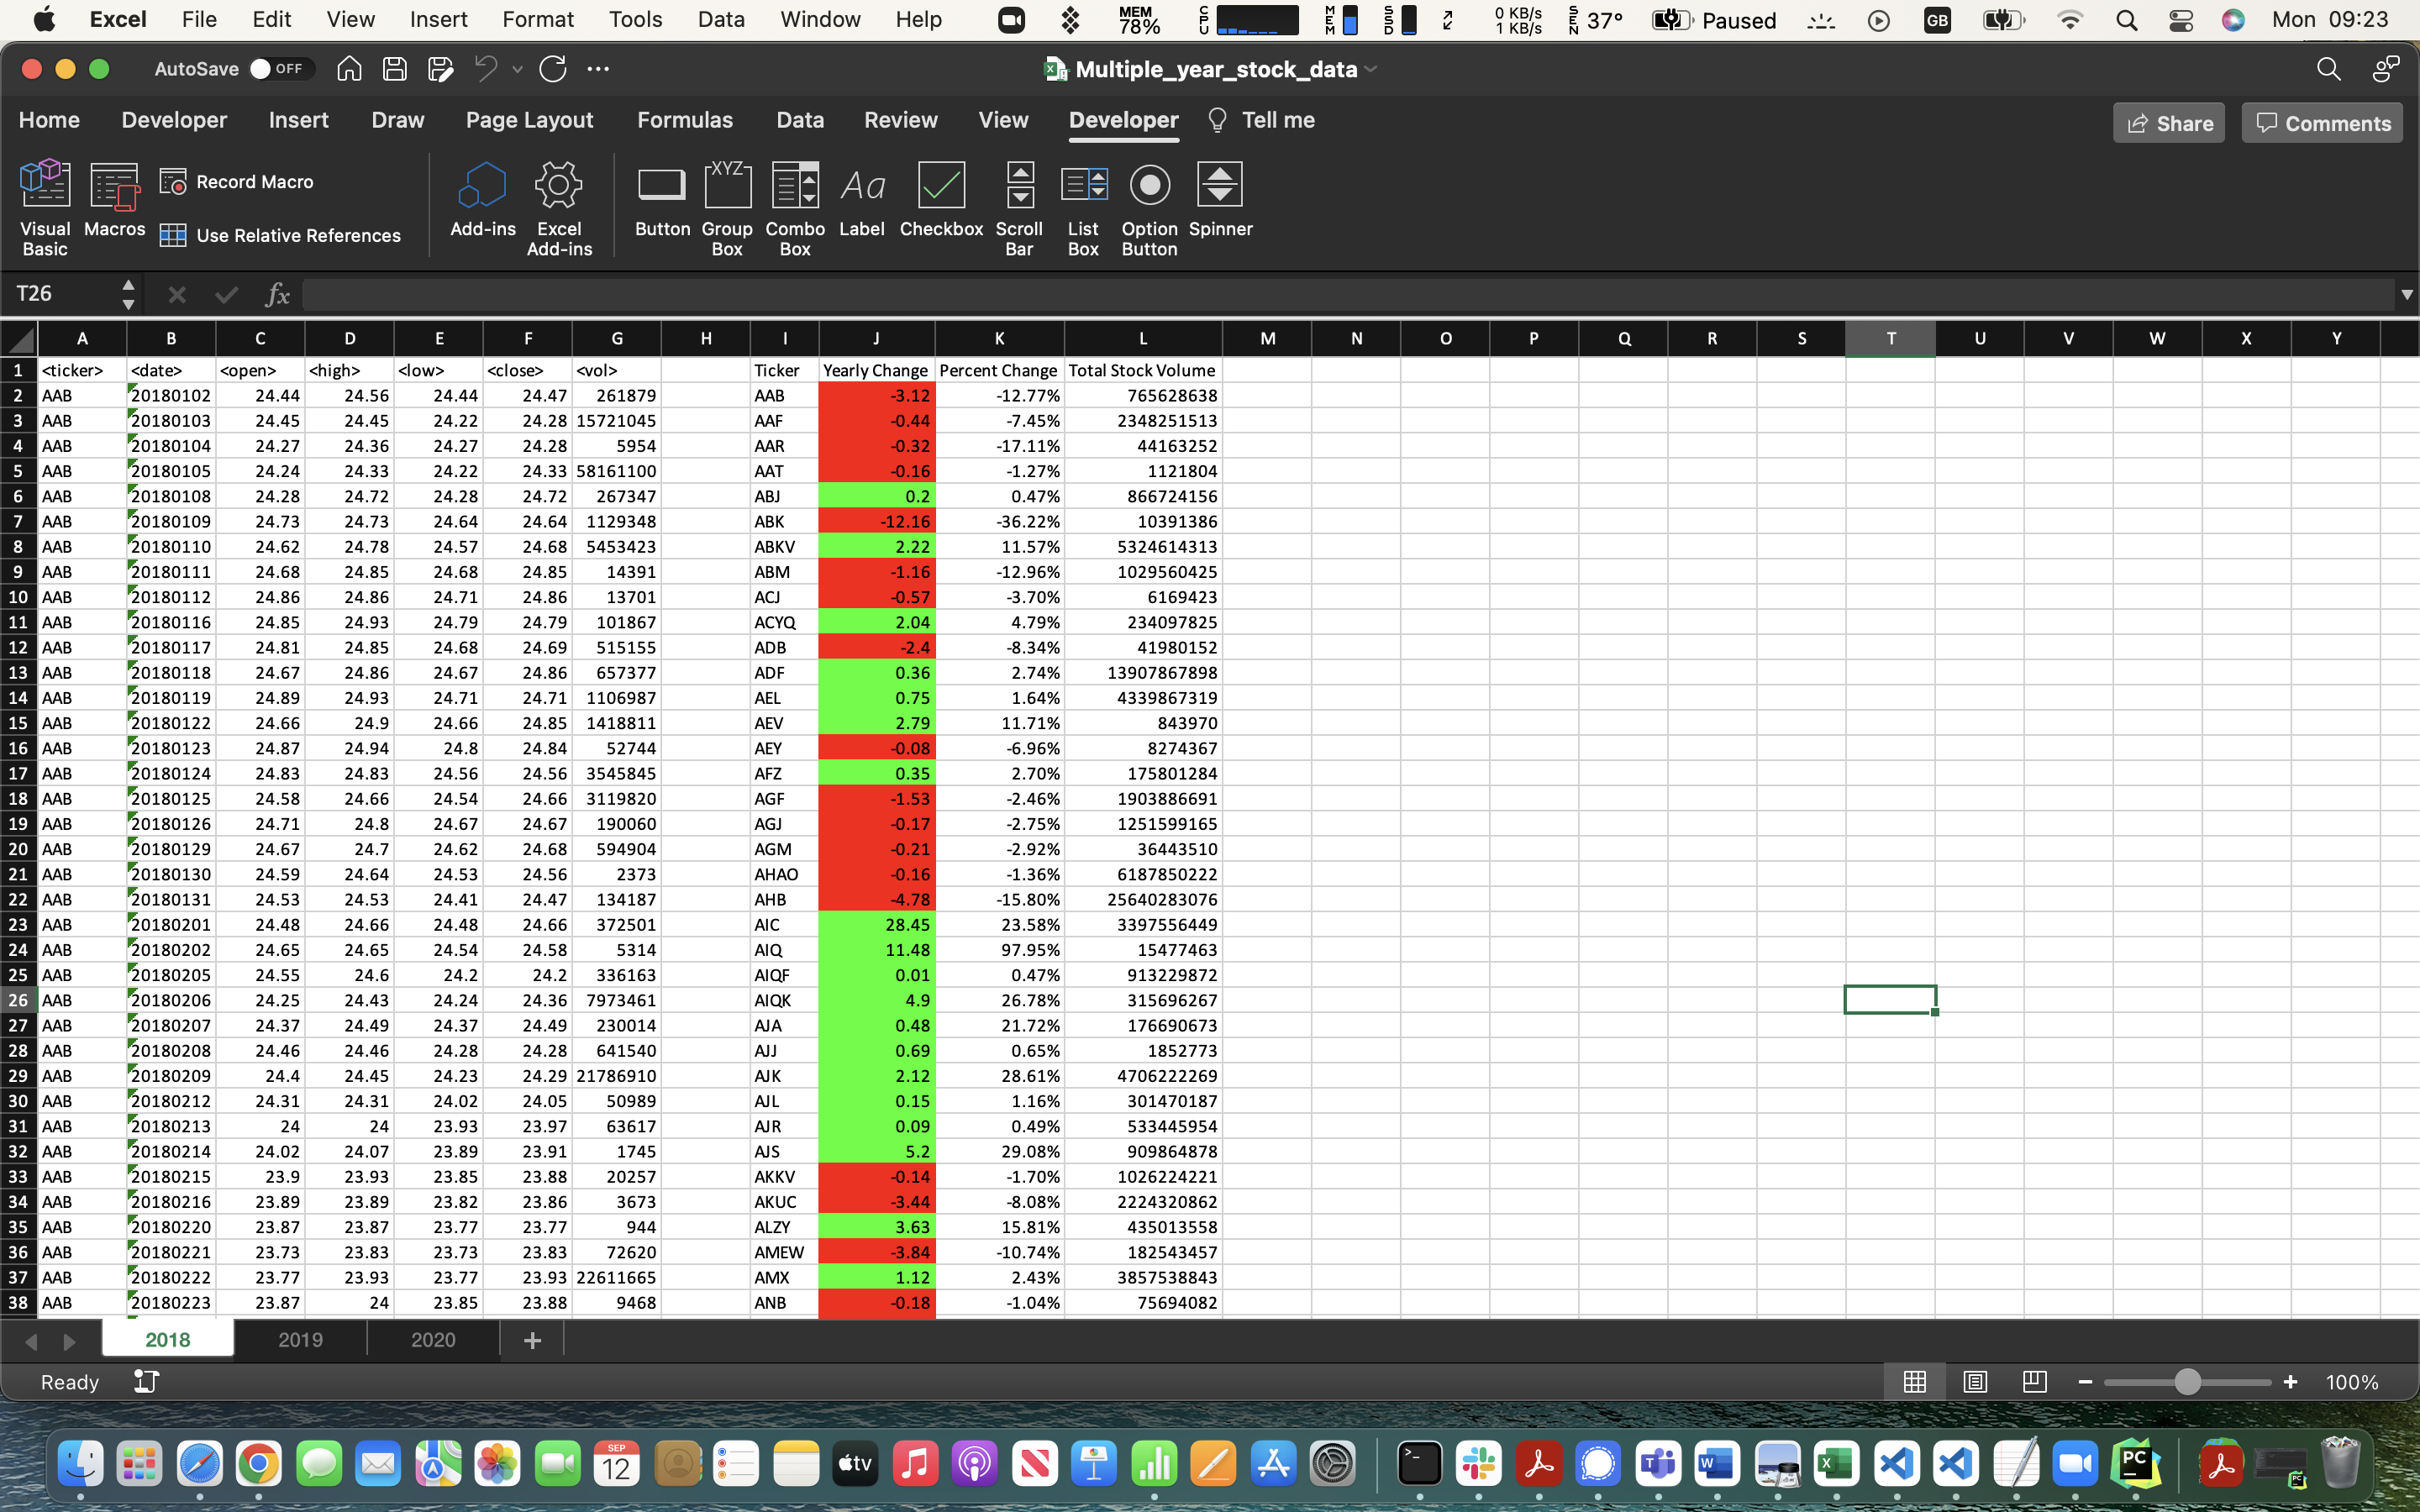 Excel File Edit View Insert Format Tools Data Window Help MEM 78% CPU MEM SSD 0 KB/s 1 KB/s SEN 37° Paused GB Mon 09:23
AutoSave OFF Multiple_year_stock_data
Home Developer Insert Draw Page Layout Formulas Data Review View Developer Tell me Share Comments
Visual Basic Macros Record Macro Use Relative References Add-ins Excel Add-ins Button XYZ Group Box Combo Box Aa Label Checkbox Scroll Bar List Box Option Button Spinner
T26 fx
A B C D E F G H I J K L M N O P Q R S T U V W X Y
1 <ticker> <date> <open> <high> <low> <close> <vol> Ticker Yearly Change Percent Change Total Stock Volume
2 AAB 20180102 24.44 24.56 24.44 24.47 261879 AAB -3.12 -12.77% 765628638
3 AAB 20180103 24.45 24.45 24.22 24.28 15721045 AAF -0.44 -7.45% 2348251513
4 AAB 20180104 24.27 24.36 24.27 24.28 5954 AAR -0.32 -17.11% 44163252
5 AAB 20180105 24.24 24.33 24.22 24.33 58161100 AAT -0.16 -1.27% 1121804
6 AAB 20180108 24.28 24.72 24.28 24.72 267347 ABJ 0.2 0.47% 866724156
7 AAB 20180109 24.73 24.73 24.64 24.64 1129348 ABK -12.16 -36.22% 10391386
8 AAB 20180110 24.62 24.78 24.57 24.68 5453423 ABKV 2.22 11.57% 5324614313
9 AAB 20180111 24.68 24.85 24.68 24.85 14391 ABM -1.16 -12.96% 1029560425
10 AAB 20180112 24.86 24.86 24.71 24.86 13701 ACJ -0.57 -3.70% 6169423
11 AAB 20180116 24.85 24.93 24.79 24.79 101867 ACYQ 2.04 4.79% 234097825
12 AAB 20180117 24.81 24.85 24.68 24.69 515155 ADB -2.4 -8.34% 41980152
13 AAB 20180118 24.67 24.86 24.67 24.86 657377 ADF 0.36 2.74% 13907867898
14 AAB 20180119 24.89 24.93 24.71 24.71 1106987 AEL 0.75 1.64% 4339867319
15 AAB 20180122 24.66 24.9 24.66 24.85 1418811 AEV 2.79 11.71% 843970
16 AAB 20180123 24.87 24.94 24.8 24.84 52744 AEY -0.08 -6.96% 8274367
17 AAB 20180124 24.83 24.83 24.56 24.56 3545845 AFZ 0.35 2.70% 175801284
18 AAB 20180125 24.58 24.66 24.54 24.66 3119820 AGF -1.53 -2.46% 1903886691
19 AAB 20180126 24.71 24.8 24.67 24.67 190060 AGJ -0.17 -2.75% 1251599165
20 AAB 20180129 24.67 24.7 24.62 24.68 594904 AGM -0.21 -2.92% 36443510
21 AAB 20180130 24.59 24.64 24.53 24.56 2373 AHAO -0.16 -1.36% 6187850222
22 AAB 20180131 24.53 24.53 24.41 24.47 134187 AHB -4.78 -15.80% 25640283076
23 AAB 20180201 24.48 24.66 24.48 24.66 372501 AIC 28.45 23.58% 3397556449
24 AAB 20180202 24.65 24.65 24.54 24.58 5314 AIQ 11.48 97.95% 15477463
25 AAB 20180205 24.55 24.6 24.2 24.2 336163 AIQF 0.01 0.47% 913229872
26 AAB 20180206 24.25 24.43 24.24 24.36 7973461 AIQK 4.9 26.78% 315696267
27 AAB 20180207 24.37 24.49 24.37 24.49 230014 AJA 0.48 21.72% 176690673
28 AAB 20180208 24.46 24.46 24.28 24.28 641540 AJJ 0.69 0.65% 1852773
29 AAB 20180209 24.4 24.45 24.23 24.29 21786910 AJK 2.12 28.61% 4706222269
30 AAB 20180212 24.31 24.31 24.02 24.05 50989 AJL 0.15 1.16% 301470187
31 AAB 20180213 24 24 23.93 23.97 63617 AJR 0.09 0.49% 533445954
32 AAB 20180214 24.02 24.07 23.89 23.91 1745 AJS 5.2 29.08% 909864878
33 AAB 20180215 23.9 23.93 23.85 23.88 20257 AKKV -0.14 -1.70% 1026224221
34 AAB 20180216 23.89 23.89 23.82 23.86 3673 AKUC -3.44 -8.08% 2224320862
35 AAB 20180220 23.87 23.87 23.77 23.77 944 ALZY 3.63 15.81% 435013558
36 AAB 20180221 23.73 23.83 23.73 23.83 72620 AMEW -3.84 -10.74% 182543457
37 AAB 20180222 23.77 23.93 23.77 23.93 22611665 AMX 1.12 2.43% 3857538843
38 AAB 20180223 23.87 24 23.85 23.88 9468 ANB -0.18 -1.04% 75694082
2018 2019 2020 +
Ready 100%
SEP 12 tv PC